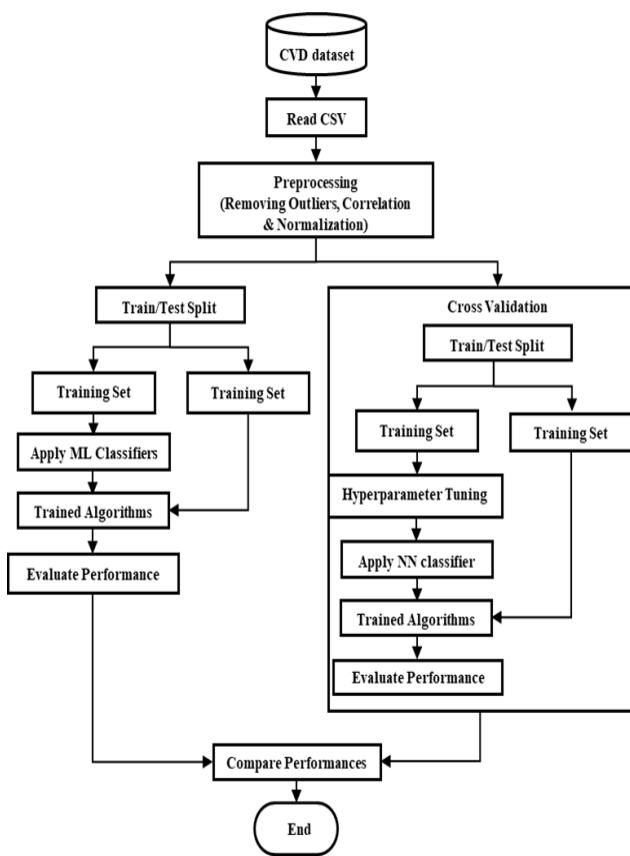 CVD dataset
Read CSV
Preprocessing
(Removing Outliers, Correlation
& Normalization)
Train/Test Split
Training Set
Training Set
Apply ML Classifiers
Trained Algorithms
Evaluate Performance
Cross Validation
Train/Test Split
Training Set
Training Set
Hyperparameter Tuning
Apply NN classifier
Trained Algorithms
Evaluate Performance
Compare Performances
End